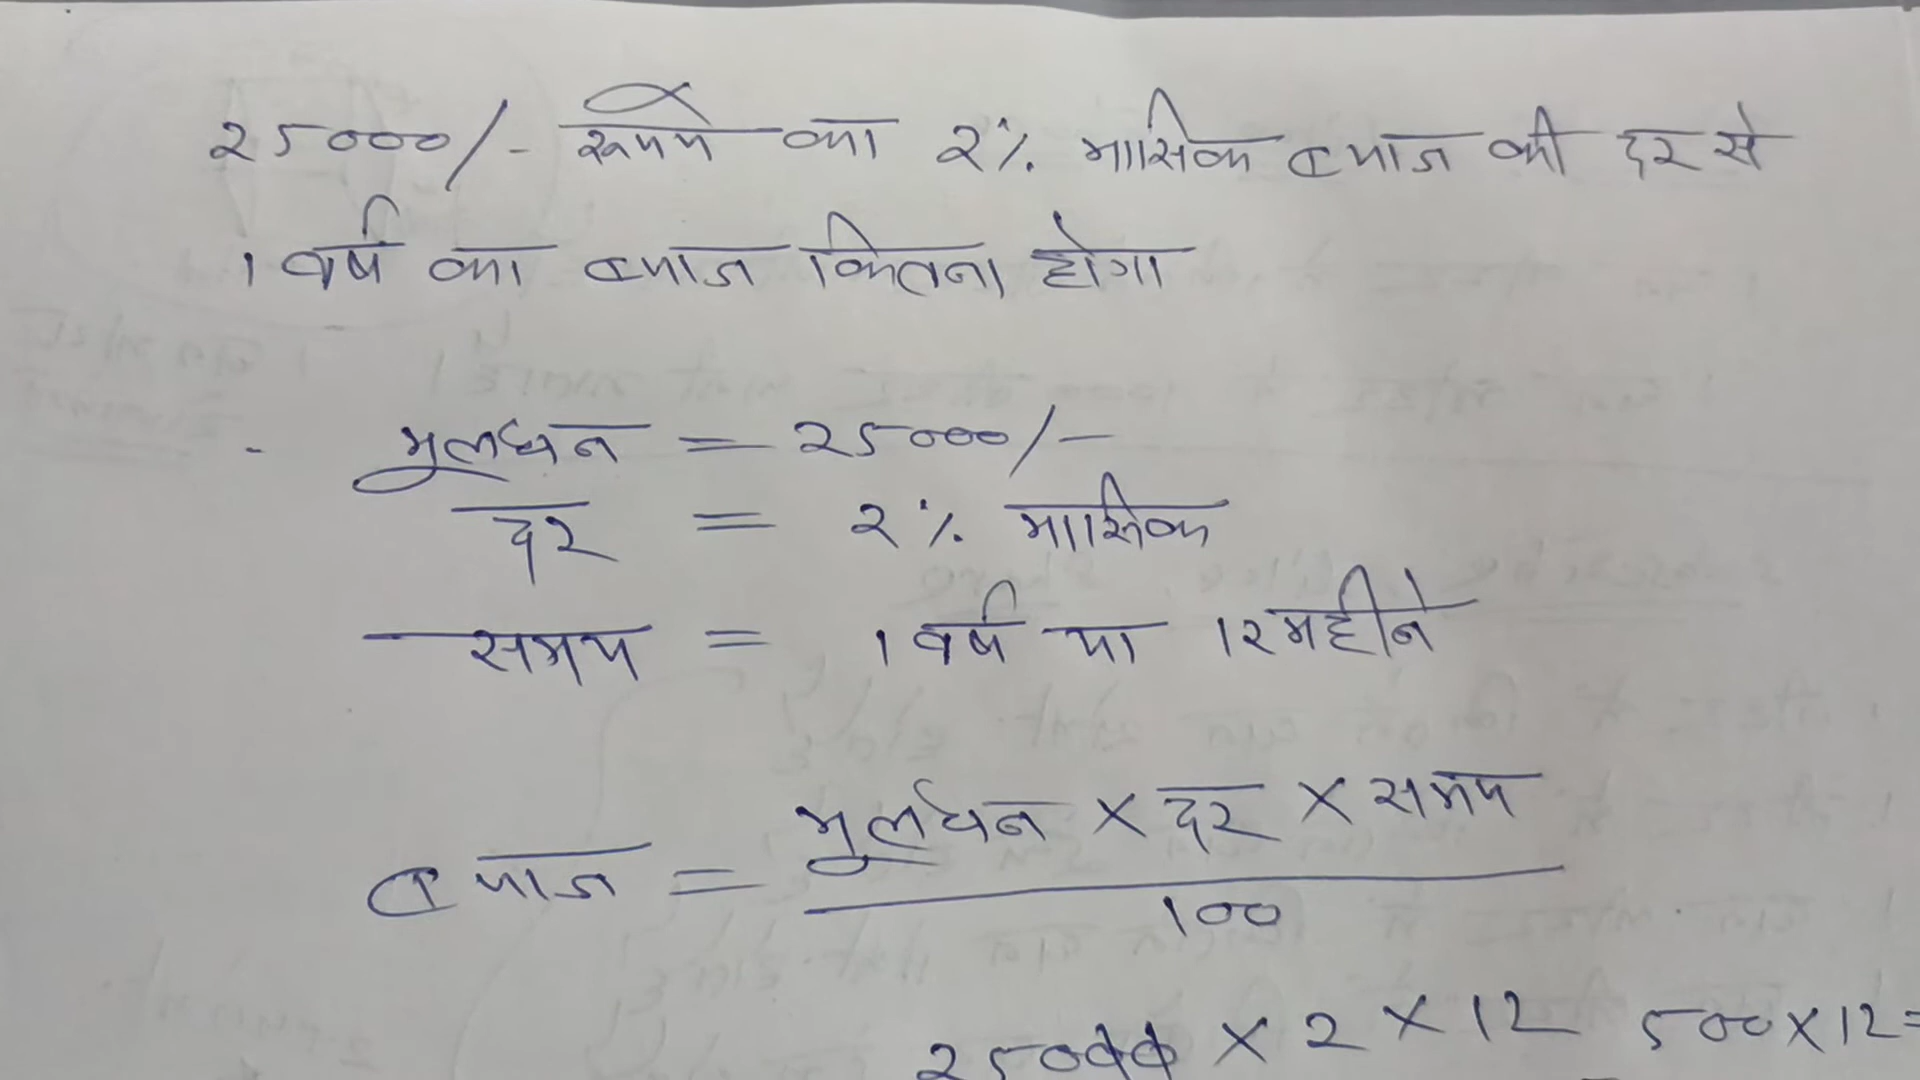 25000/- रूपये का 2% मासिक ब्याज की दर से
1 वर्ष का ब्याज कितना होगा
मुलधन = 25000/-
दर = 2% मासिक
समय = 1 वर्ष या 12 महीने
ब्याज = मुलधन × दर × समय
100
25000 × 2 × 12 500×12=